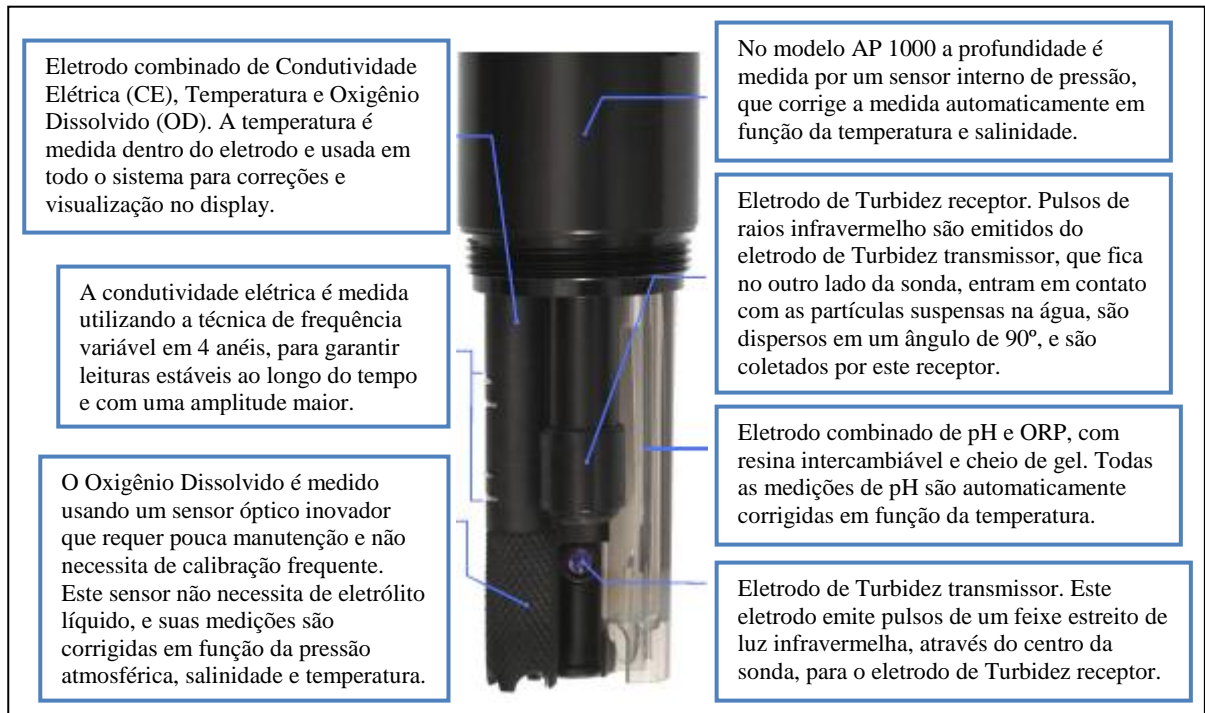 Eletrodo combinado de Condutividade
Elétrica (CE), Temperatura e Oxigênio
Dissolvido (OD). A temperatura é
medida dentro do eletrodo e usada em
todo o sistema para correções e
visualização no display.
A condutividade elétrica é medida
utilizando a técnica de frequência
variável em 4 anéis, para garantir
leituras estáveis ao longo do tempo
e com uma amplitude maior.
O Oxigênio Dissolvido é medido
usando um sensor óptico inovador
que requer pouca manutenção e não
necessita de calibração frequente.
Este sensor não necessita de eletrólito
líquido, e suas medições são
corrigidas em função da pressão
atmosférica, salinidade e temperatura.
No modelo AP 1000 a profundidade é
medida por um sensor interno de pressão,
que corrige a medida automaticamente em
função da temperatura e salinidade.
Eletrodo de Turbidez receptor. Pulsos de
raios infravermelho são emitidos do
eletrodo de Turbidez transmissor, que fica
no outro lado da sonda, entram em contato
com as partículas suspensas na água, são
dispersos em um ângulo de 90º, e são
coletados por este receptor.
Eletrodo combinado de pH e ORP, com
resina intercambiável e cheio de gel. Todas
as medições de pH são automaticamente
corrigidas em função da temperatura.
Eletrodo de Turbidez transmissor. Este
eletrodo emite pulsos de um feixe estreito de
luz infravermelha, através do centro da
sonda, para o eletrodo de Turbidez receptor.